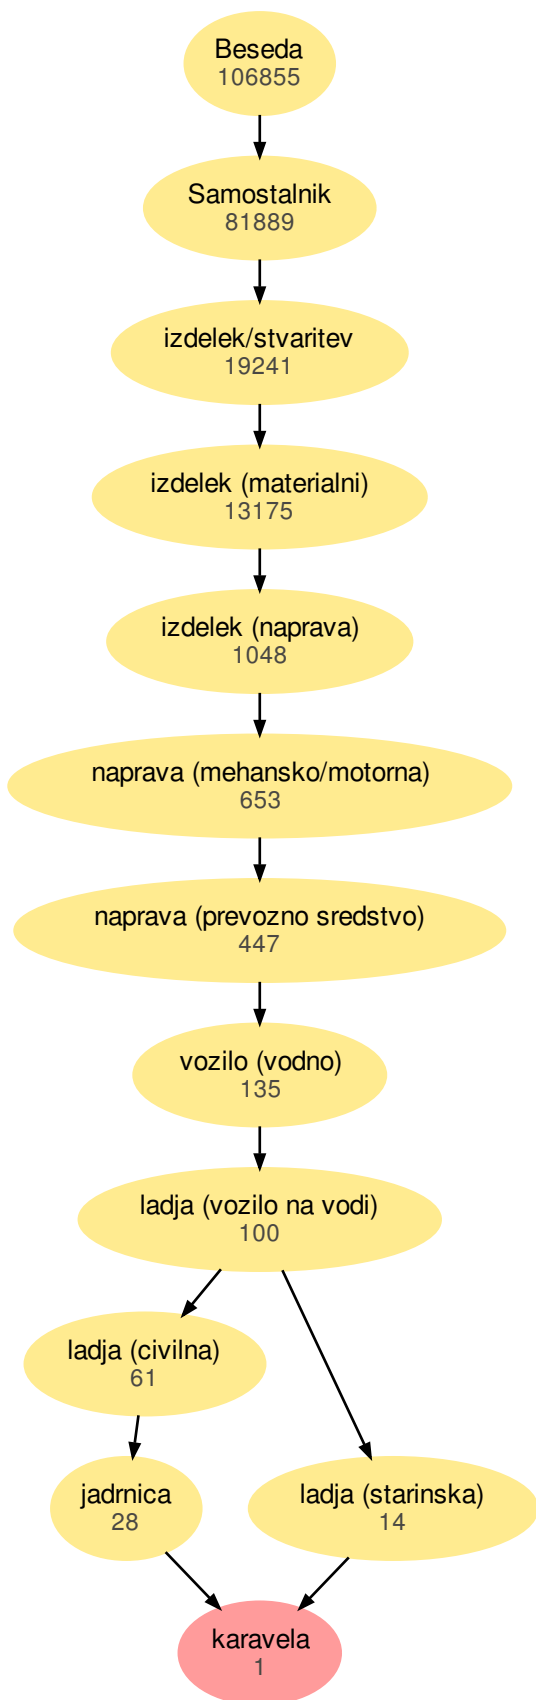 Beseda
106855
Samostalnik
81889
izdelek/stvaritev
19241
izdelek (materialni)
13175
izdelek (naprava)
1048
naprava (mehansko/motorna)
653
naprava (prevozno sredstvo)
447
vozilo (vodno)
135
ladja (vozilo na vodi)
100
ladja (civilna)
61
jadrnica
28
ladja (starinska)
14
karavela
1